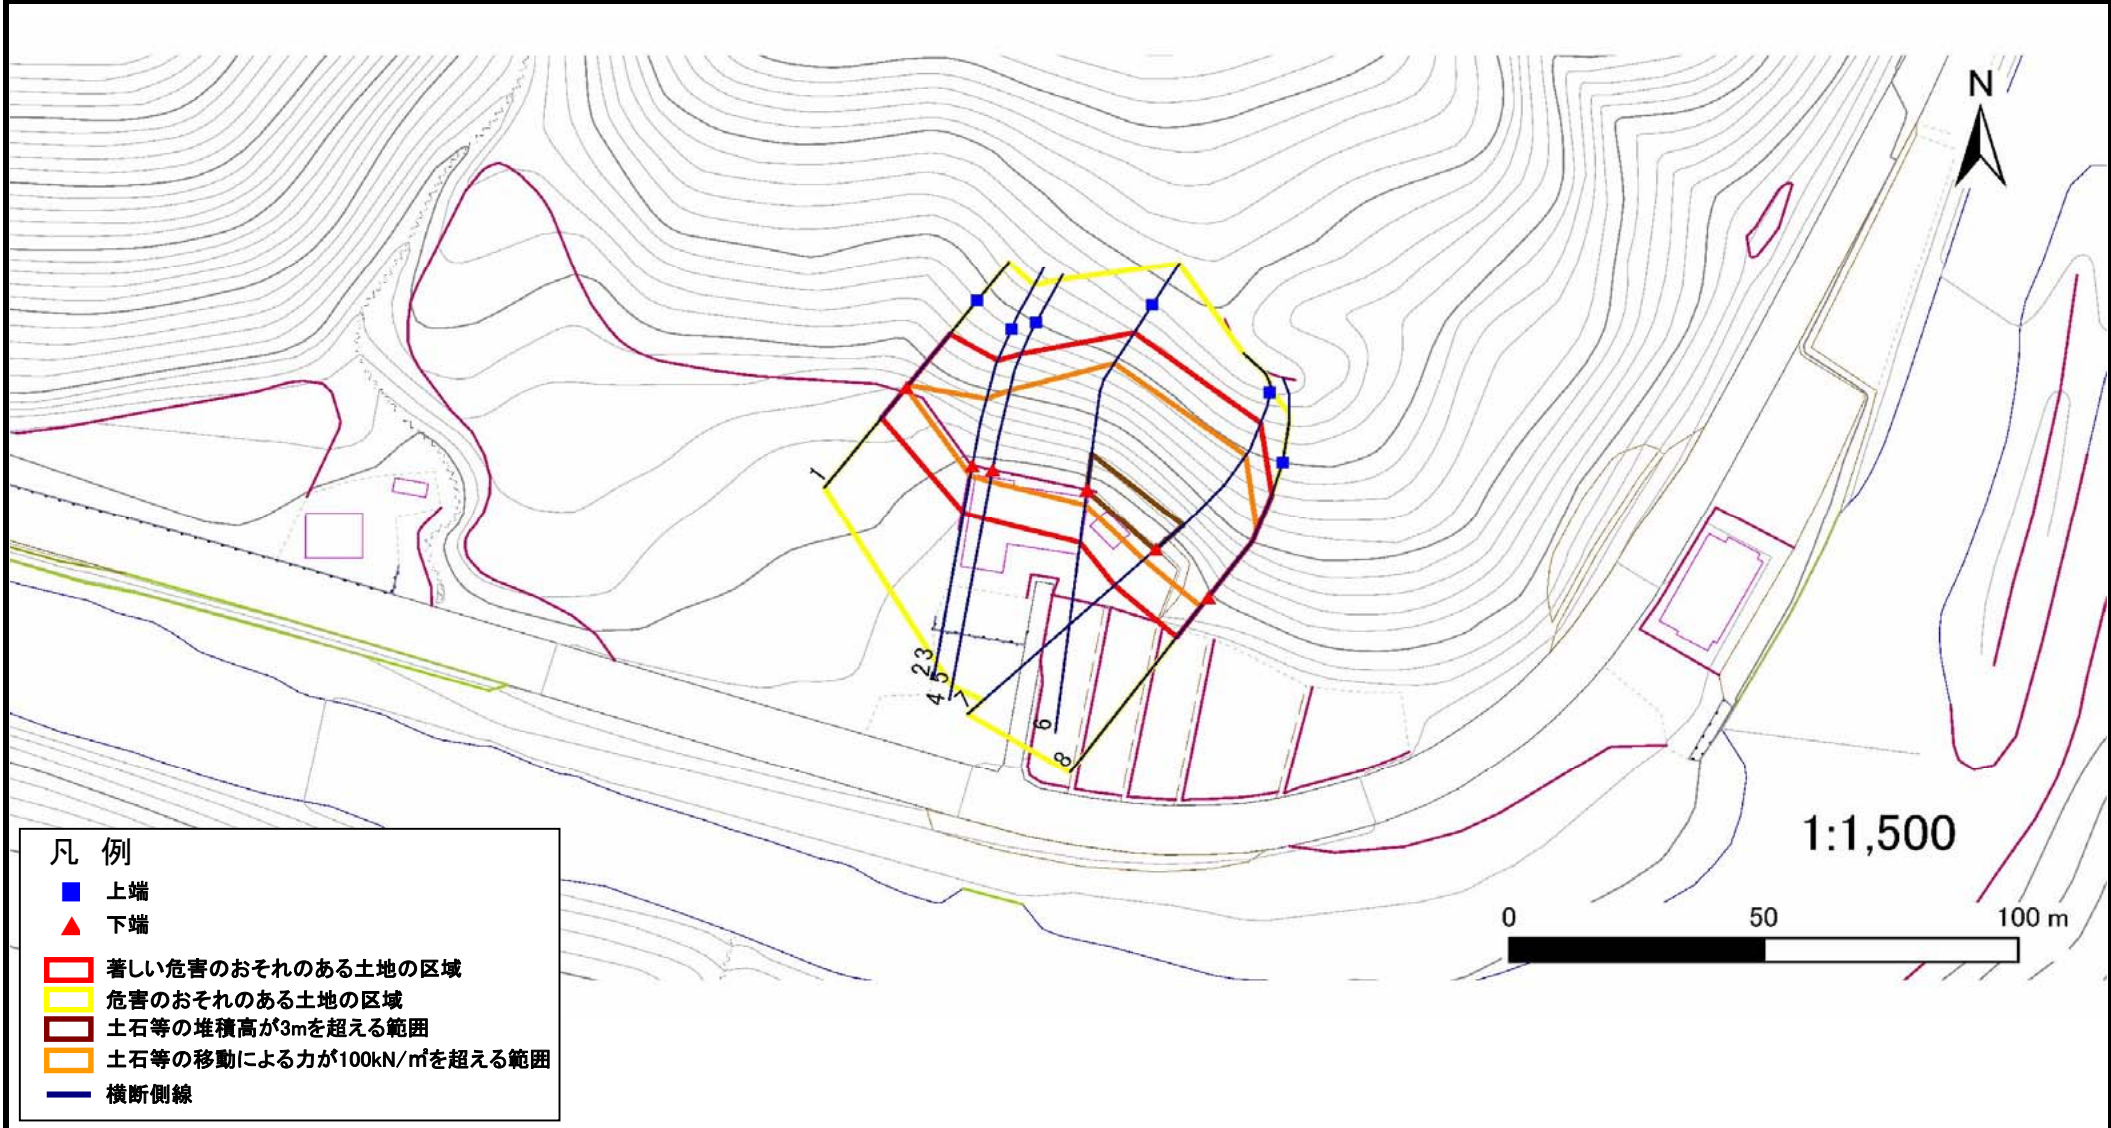 N
1
2 3
4 5
7
6
8
1:1,500
0 50 100 m
凡 例
上端
下端
著しい危害のおそれのある土地の区域
危害のおそれのある土地の区域
土石等の堆積高が3mを超える範囲
土石等の移動による力が100kN/㎡を超える範囲
横断側線